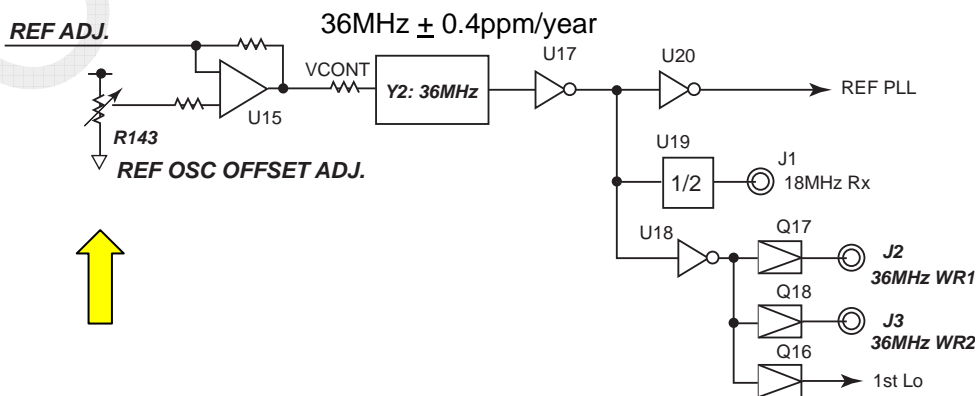 36MHz ± 0.4ppm/year
REF ADJ.
VCONT
U17
U20
Y2: 36MHz
REF PLL
U15
R143
REF OSC OFFSET ADJ.
U19
1/2
J1
18MHz Rx
U18
Q17
J2
36MHz WR1
Q18
J3
36MHz WR2
Q16
1st Lo